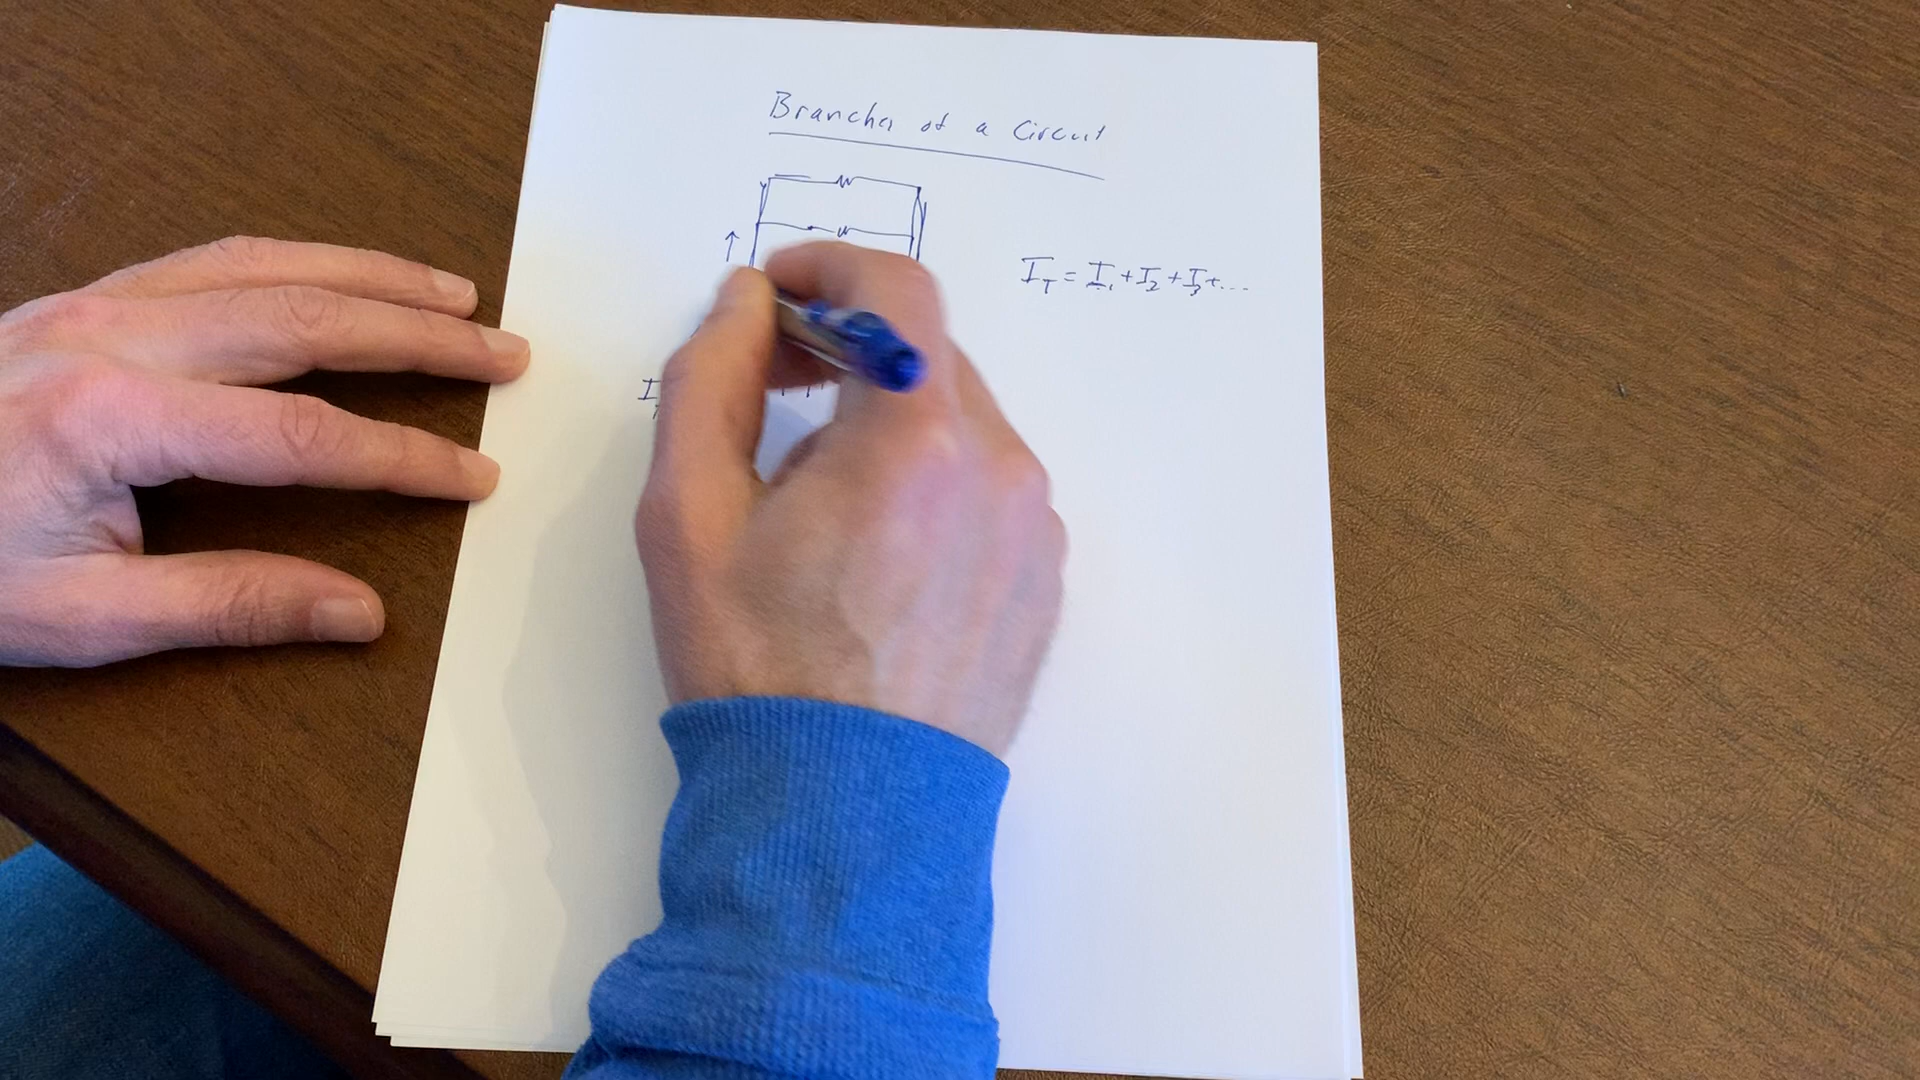 Branches of a Circuit
I_T = I_1 + I_2 + I_3 + ...
I